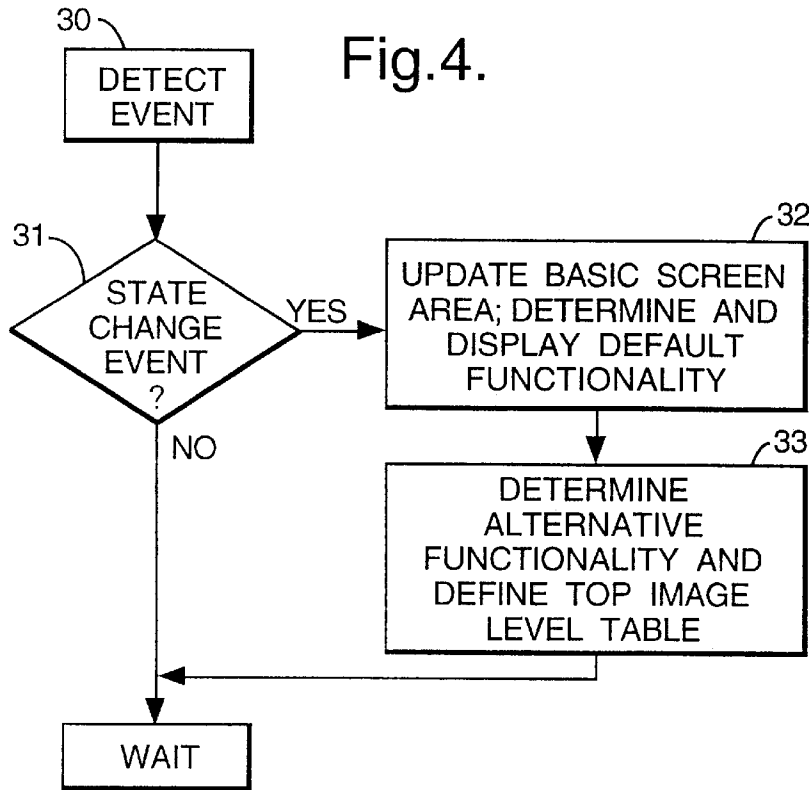 Fig.4.
30
DETECT
EVENT
31
STATE
CHANGE
EVENT
?
YES
NO
32
UPDATE BASIC SCREEN
AREA; DETERMINE AND
DISPLAY DEFAULT
FUNCTIONALITY
33
DETERMINE
ALTERNATIVE
FUNCTIONALITY AND
DEFINE TOP IMAGE
LEVEL TABLE
WAIT